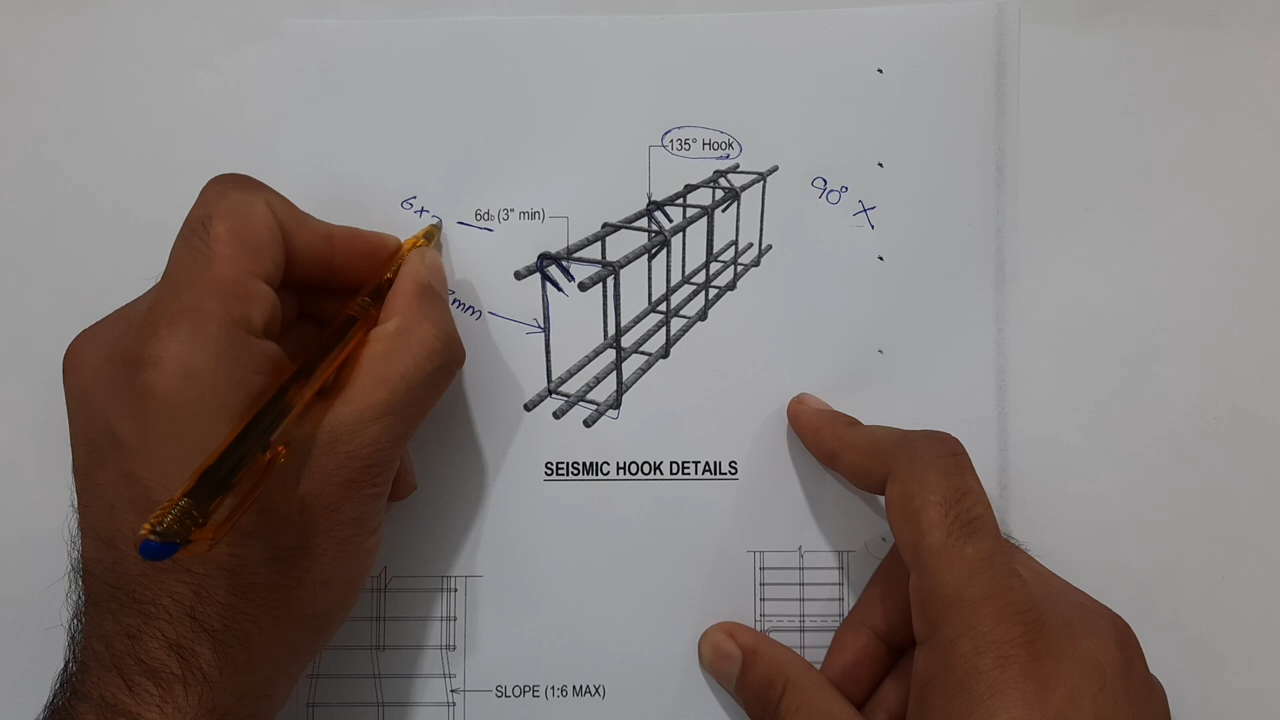 135° Hook
90° X
6db (3" min)
6x
mm
SEISMIC HOOK DETAILS
SLOPE (1:6 MAX)